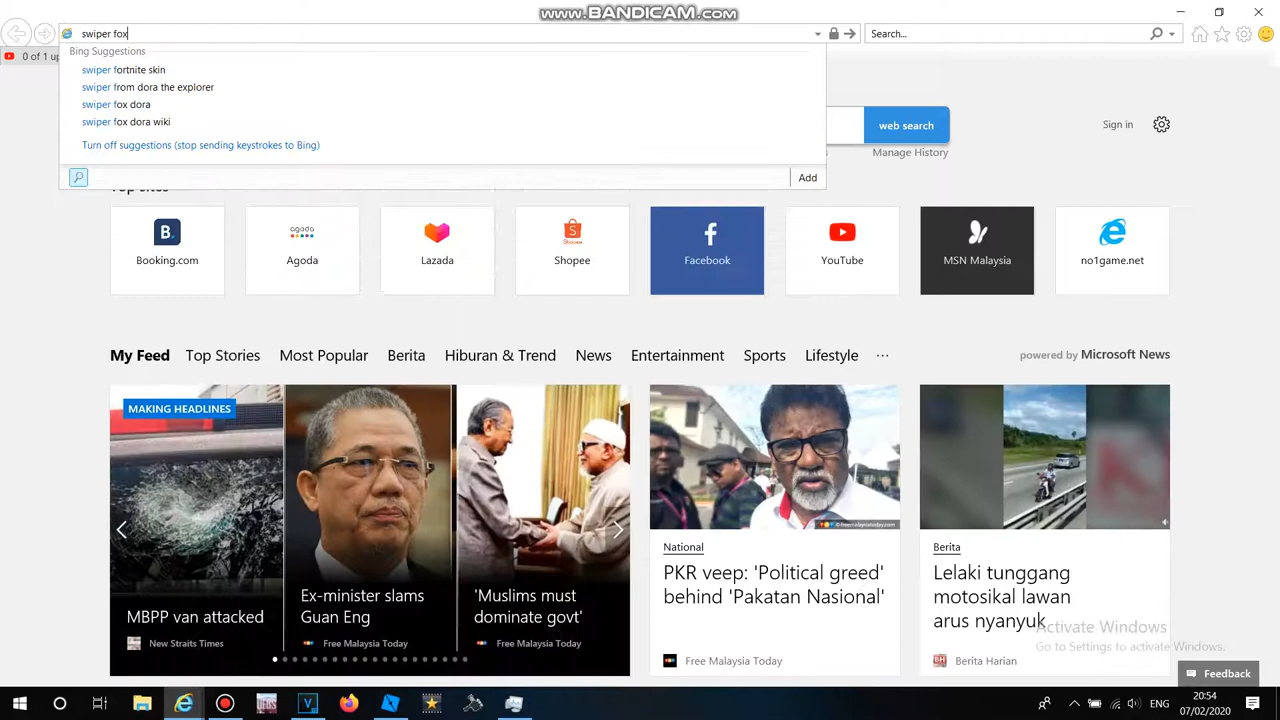 www.BANDICAM.com
swiper fox
Search...
0 of 1 up
Bing Suggestions
swiper fortnite skin
swiper from dora the explorer
swiper fox dora
swiper fox dora wiki
Turn off suggestions (stop sending keystrokes to Bing)
Add
web search
Sign in
Manage History
Top sites
B.
agoda
Booking.com
Agoda
Lazada
Shopee
Facebook
YouTube
MSN Malaysia
no1game.net
My Feed
Top Stories
Most Popular
Berita
Hiburan & Trend
News
Entertainment
Sports
Lifestyle
...
powered by Microsoft News
MAKING HEADLINES
MBPP van attacked
New Straits Times
Ex-minister slams
Guan Eng
Free Malaysia Today
'Muslims must
dominate govt'
Free Malaysia Today
National
PKR veep: 'Political greed'
behind 'Pakatan Nasional'
Free Malaysia Today
Berita
Lelaki tunggang
motosikal lawan
arus nyanyuk
Berita Harian
Activate Windows
Go to Settings to activate Windows.
Feedback
ENG
20:54
07/02/2020